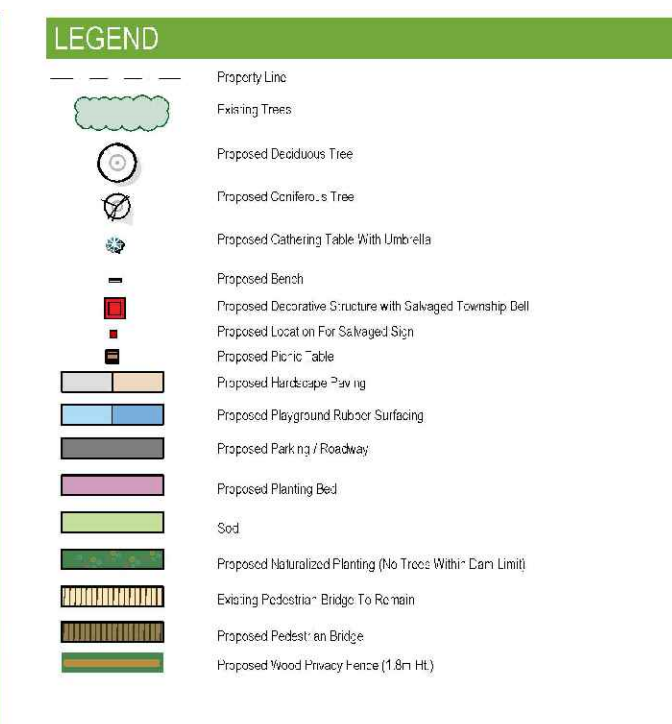 LEGEND
Property Line
Existing Trees
Proposed Deciduous Tree
Proposed Coniferous Tree
Proposed Gathering Table With Umbrella
Proposed Bench
Proposed Decorative Structure with Salvaged Township Bell
Proposed Location For Salvaged Sign
Proposed Picnic Table
Proposed Hardscape Paving
Proposed Playground Rubber Surfacing
Proposed Parking / Roadway
Proposed Planting Bed
Sod
Proposed Naturalized Planting (No Trees Within Dam Limit)
Existing Pedestrian Bridge To Remain
Proposed Pedestrian Bridge
Proposed Wood Privacy Fence (1.8m Ht.)